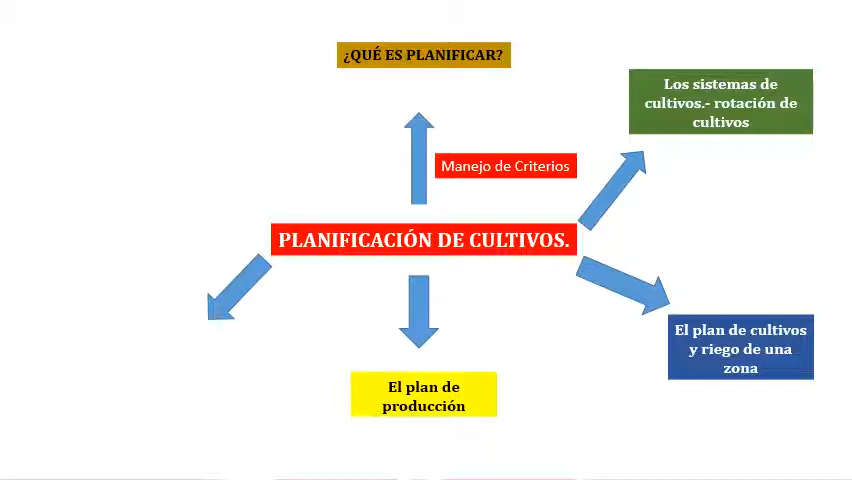 ¿QUÉ ES PLANIFICAR?
Los sistemas de
cultivos.- rotación de
cultivos
Manejo de Criterios
PLANIFICACIÓN DE CULTIVOS.
El plan de cultivos
y riego de una
zona
El plan de
producción